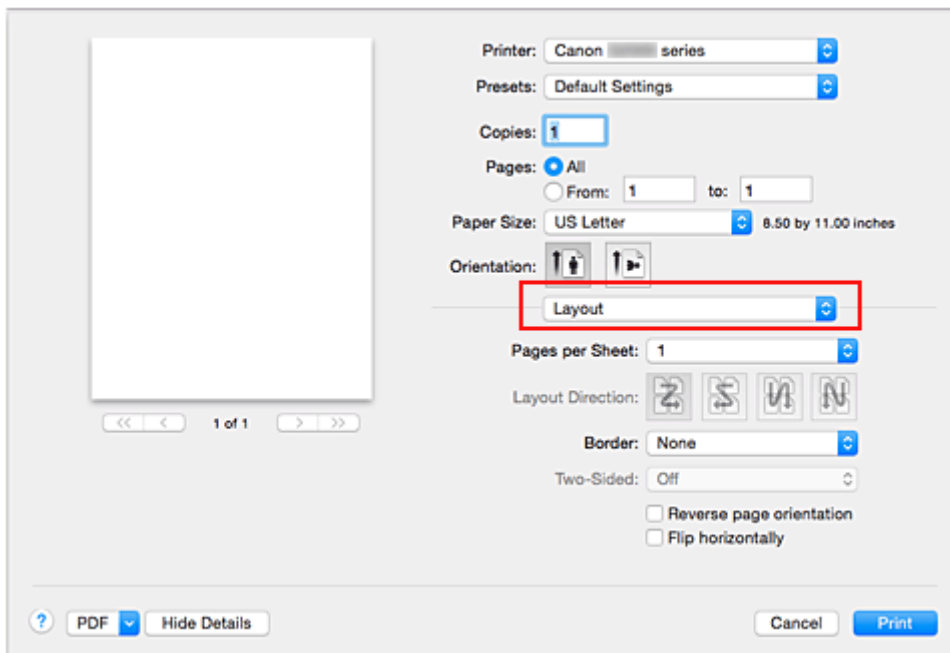 Printer: Canon series
Presets: Default Settings
Copies: 1
Pages: All
From: 1 to: 1
Paper Size: US Letter 8.50 by 11.00 inches
Orientation:
Layout
Pages per Sheet: 1
Layout Direction:
1 of 1
Border: None
Two-Sided: Off
Reverse page orientation
Flip horizontally
? PDF Hide Details Cancel Print